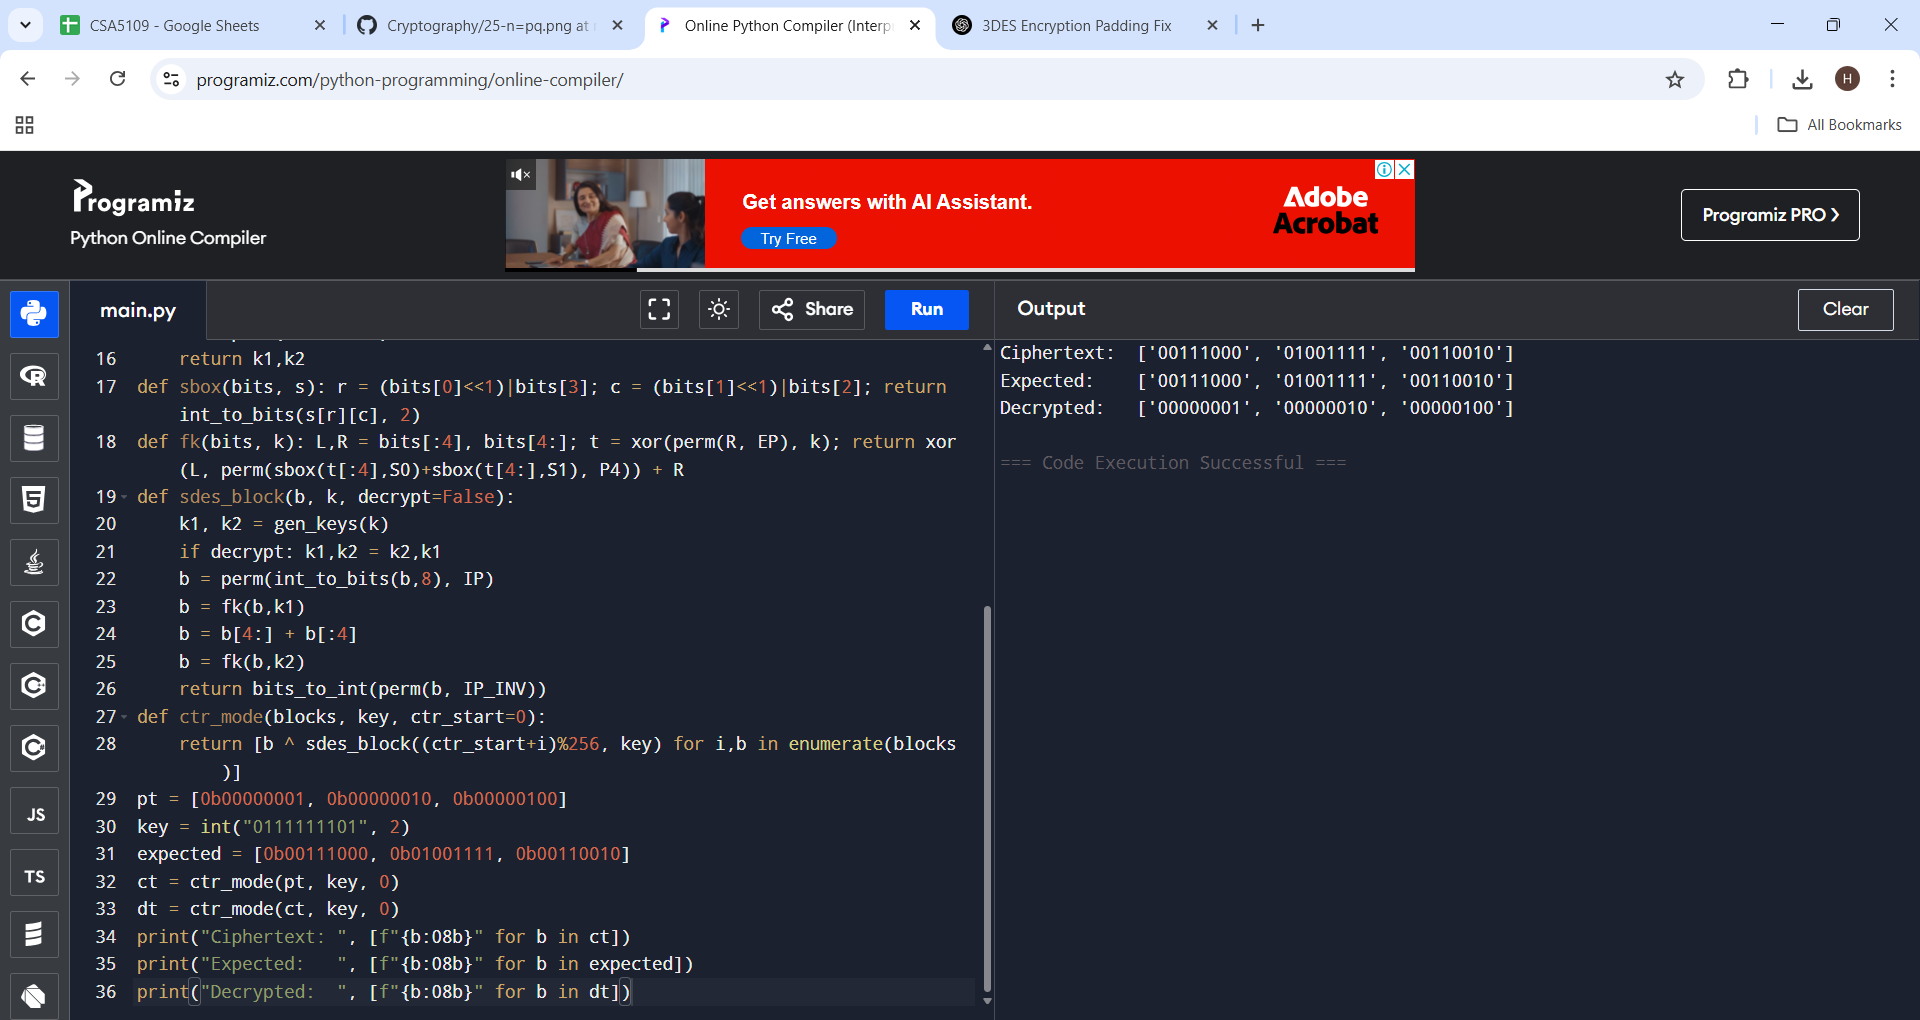 CSA5109 - Google Sheets
Cryptography/25-n=pq.png at
Online Python Compiler (Interp
3DES Encryption Padding Fix
programiz.com/python-programming/online-compiler/
H
All Bookmarks
Programiz
Python Online Compiler
Get answers with AI Assistant.
Try Free
Adobe
Acrobat
Programiz PRO ❯
main.py
Share
Run
Output
Clear
16 return k1,k2
17 def sbox(bits, s): r = (bits[0]<<1)|bits[3]; c = (bits[1]<<1)|bits[2]; return
int_to_bits(s[r][c], 2)
18 def fk(bits, k): L,R = bits[:4], bits[4:]; t = xor(perm(R, EP), k); return xor
(L, perm(sbox(t[:4],S0)+sbox(t[4:],S1), P4)) + R
19 def sdes_block(b, k, decrypt=False):
20 k1, k2 = gen_keys(k)
21 if decrypt: k1,k2 = k2,k1
22 b = perm(int_to_bits(b,8), IP)
23 b = fk(b,k1)
24 b = b[4:] + b[:4]
25 b = fk(b,k2)
26 return bits_to_int(perm(b, IP_INV))
27 def ctr_mode(blocks, key, ctr_start=0):
28 return [b ^ sdes_block((ctr_start+i)%256, key) for i,b in enumerate(blocks
)]
29 pt = [0b00000001, 0b00000010, 0b00000100]
30 key = int("0111111101", 2)
31 expected = [0b00111000, 0b01001111, 0b00110010]
32 ct = ctr_mode(pt, key, 0)
33 dt = ctr_mode(ct, key, 0)
34 print("Ciphertext: ", [f"{b:08b}" for b in ct])
35 print("Expected:   ", [f"{b:08b}" for b in expected])
36 print("Decrypted:  ", [f"{b:08b}" for b in dt])
Ciphertext:  ['00111000', '01001111', '00110010']
Expected:    ['00111000', '01001111', '00110010']
Decrypted:   ['00000001', '00000010', '00000100']
=== Code Execution Successful ===
R
5
C
C
C
JS
TS